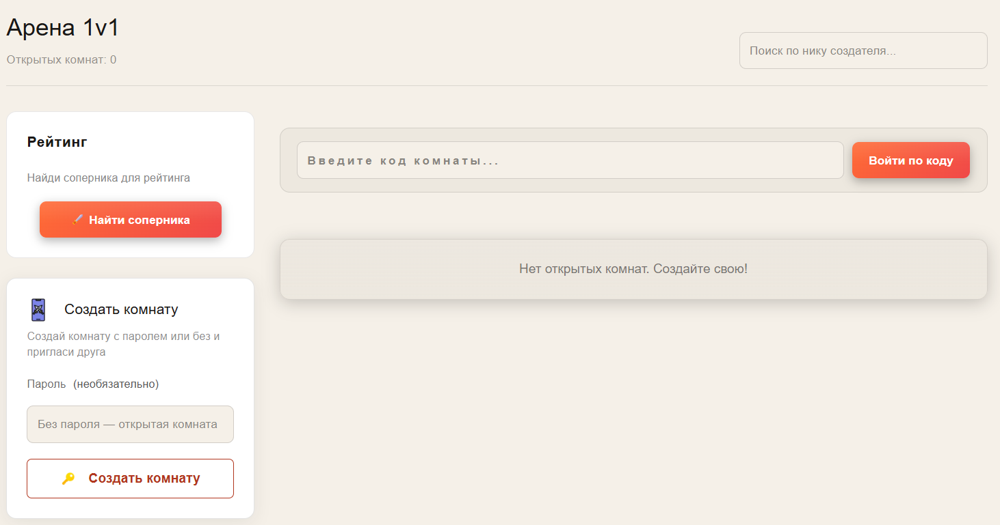 Арена 1v1
Открытых комнат: 0
Поиск по нику создателя...
Рейтинг
Найди соперника для рейтинга
Найти соперника
Создать комнату
Создай комнату с паролем или без и
пригласи друга
Пароль (необязательно)
Без пароля — открытая комната
Создать комнату
Введите код комнаты...
Войти по коду
Нет открытых комнат. Создайте свою!